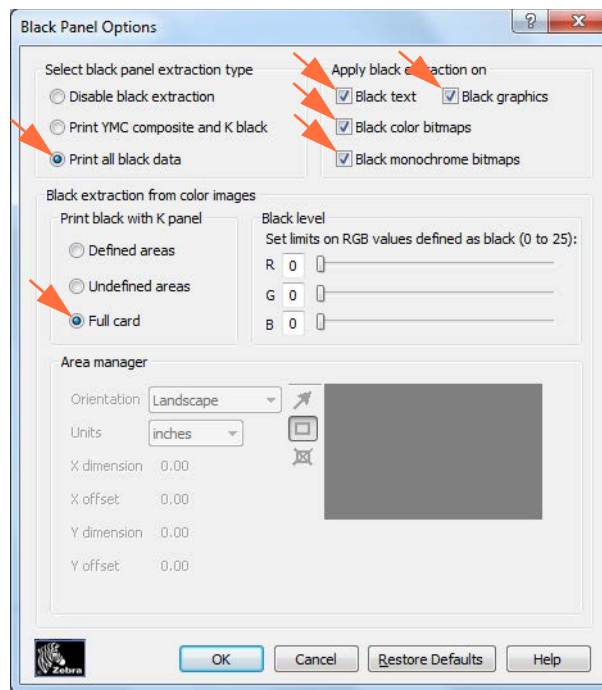 Black Panel Options
?
X
Select black panel extraction type
Disable black extraction
Print YMC composite and K black
Print all black data
Apply black extraction on
Black text
Black graphics
Black color bitmaps
Black monochrome bitmaps
Black extraction from color images
Print black with K panel
Defined areas
Undefined areas
Full card
Black level
Set limits on RGB values defined as black (0 to 25):
R 0
G 0
B 0
Area manager
Orientation Landscape
Units inches
X dimension 0.00
X offset 0.00
Y dimension 0.00
Y offset 0.00
Zebra
OK
Cancel
Restore Defaults
Help